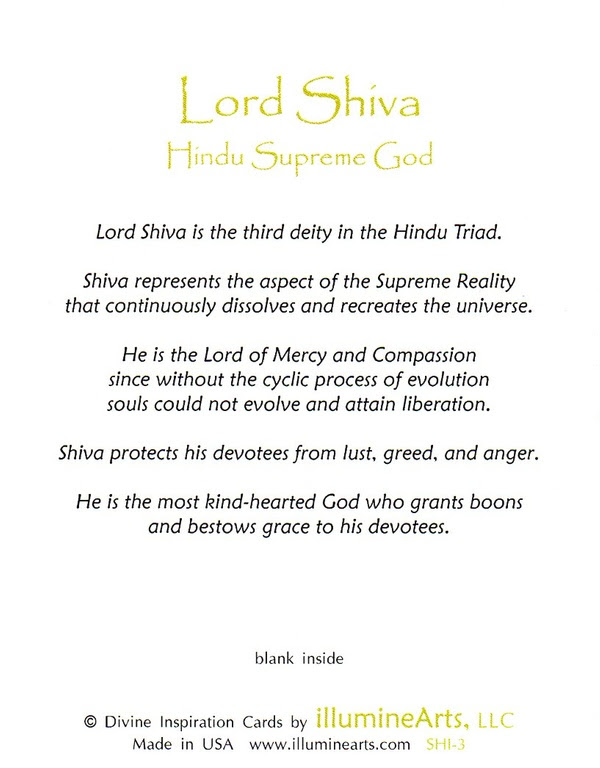 Lord Shiva
Hindu Supreme God
Lord Shiva is the third deity in the Hindu Triad.
Shiva represents the aspect of the Supreme Reality
that continuously dissolves and recreates the universe.
He is the Lord of Mercy and Compassion
since without the cyclic process of evolution
souls could not evolve and attain liberation.
Shiva protects his devotees from lust, greed, and anger.
He is the most kind-hearted God who grants boons
and bestows grace to his devotees.
blank inside
© Divine Inspiration Cards by illumineArts, LLC
Made in USA www.illuminearts.com SHI-3